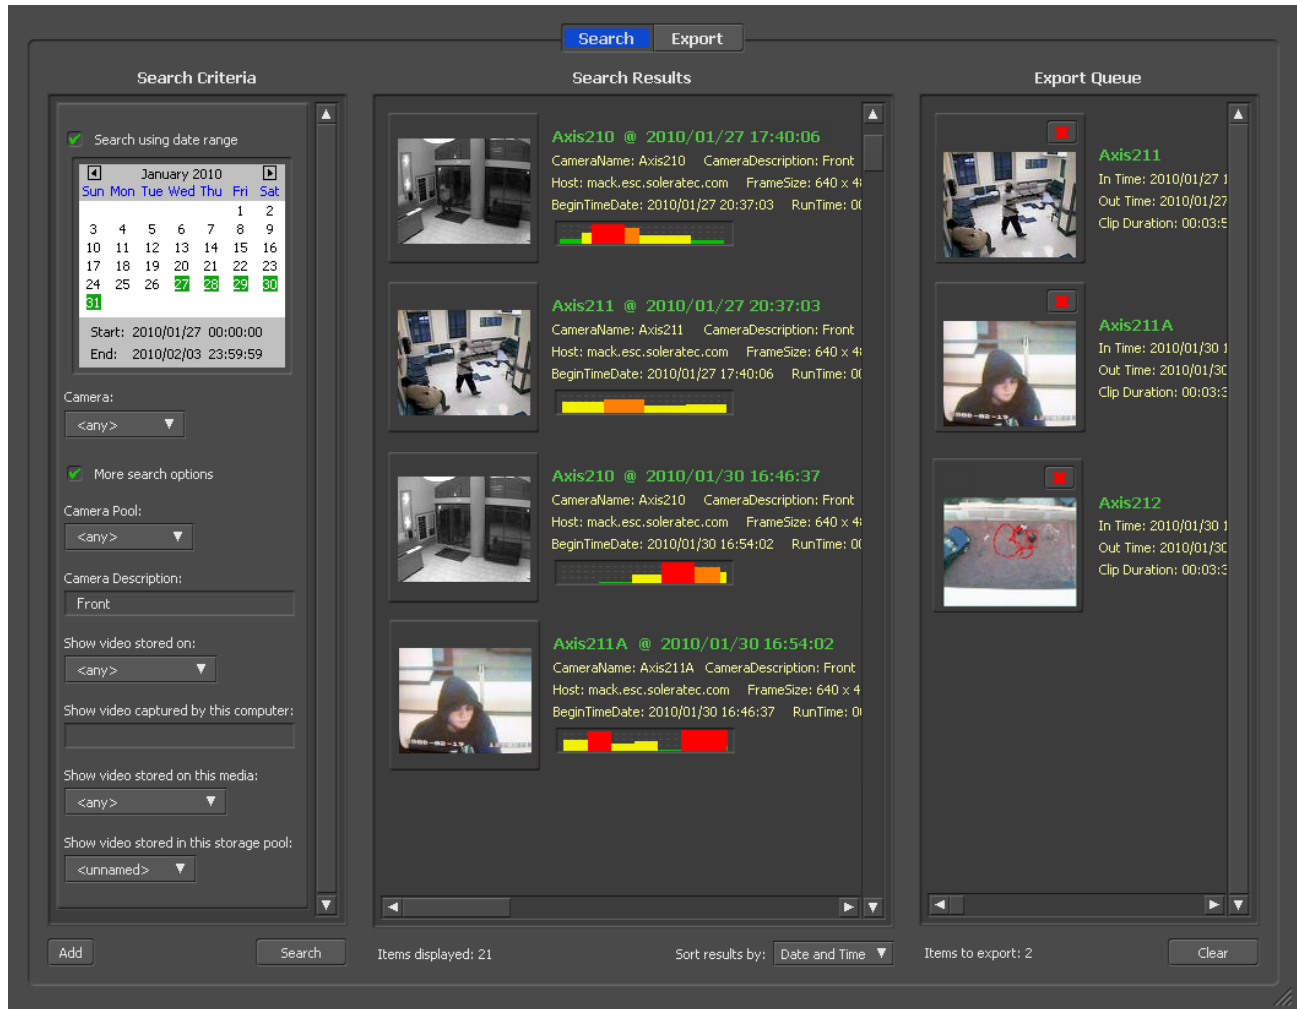 Search Export
Search Criteria
Search using date range
January 2010
Sun Mon Tue Wed Thu Fri Sat
1 2
3 4 5 6 7 8 9
10 11 12 13 14 15 16
17 18 19 20 21 22 23
24 25 26 27 28 29 30
31
Start: 2010/01/27 00:00:00
End: 2010/02/03 23:59:59
Camera:
<any>
More search options
Camera Pool:
<any>
Camera Description:
Front
Show video stored on:
<any>
Show video captured by this computer:
Show video stored on this media:
<any>
Show video stored in this storage pool:
<unnamed>
Add Search
Search Results
Axis210 @ 2010/01/27 17:40:06
CameraName: Axis210 CameraDescription: Front
Host: mack.esc.soleratec.com FrameSize: 640 x 4
BeginTimeDate: 2010/01/27 20:37:03 RunTime: 00
Axis211 @ 2010/01/27 20:37:03
CameraName: Axis211 CameraDescription: Front
Host: mack.esc.soleratec.com FrameSize: 640 x 4
BeginTimeDate: 2010/01/27 17:40:06 RunTime: 00
Axis210 @ 2010/01/30 16:46:37
CameraName: Axis210 CameraDescription: Front
Host: mack.esc.soleratec.com FrameSize: 640 x 4
BeginTimeDate: 2010/01/30 16:54:02 RunTime: 00
Axis211A @ 2010/01/30 16:54:02
CameraName: Axis211A CameraDescription: Front
Host: mack.esc.soleratec.com FrameSize: 640 x 4
BeginTimeDate: 2010/01/30 16:46:37 RunTime: 0
Items displayed: 21
Sort results by: Date and Time
Export Queue
Axis211
In Time: 2010/01/27 1
Out Time: 2010/01/27
Clip Duration: 00:03:5
Axis211A
In Time: 2010/01/30 1
Out Time: 2010/01/30
Clip Duration: 00:03:3
Axis212
In Time: 2010/01/30 1
Out Time: 2010/01/30
Clip Duration: 00:03:3
Items to export: 2
Clear